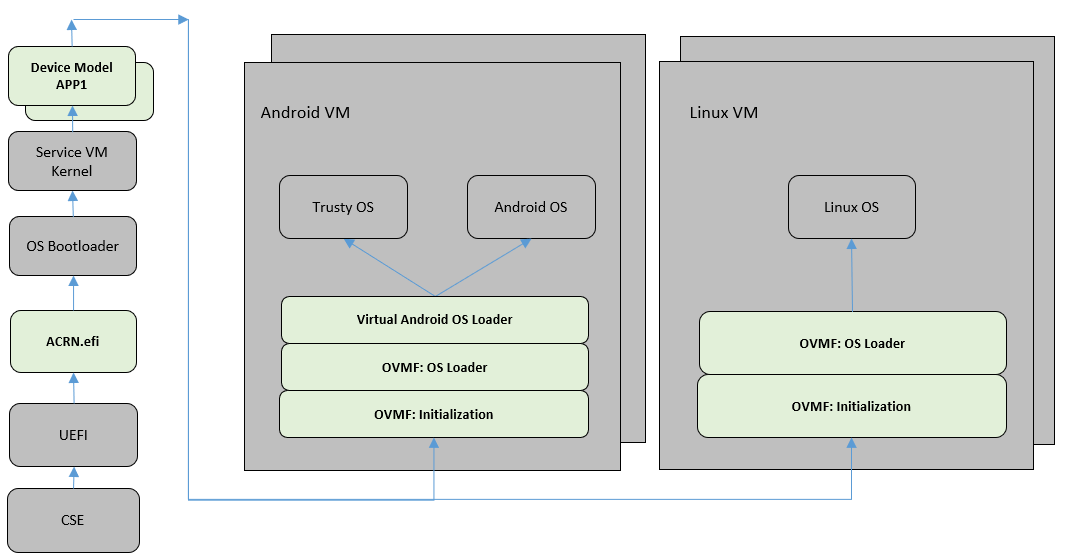 Device Model
APP1
Service VM
Kernel
OS Bootloader
ACRN.efi
UEFI
CSE
Android VM
Trusty OS
Android OS
Virtual Android OS Loader
OVMF: OS Loader
OVMF: Initialization
Linux VM
Linux OS
OVMF: OS Loader
OVMF: Initialization